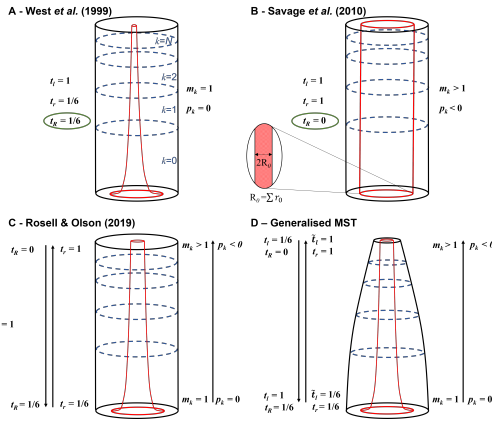 A - West et al. (1999)
k=N
k=2
k=1
k=0
t_l = 1
t_r = 1/6
t_R = 1/6
m_k = 1
p_k = 0
B - Savage et al. (2010)
t_l = 1
t_r = 1
t_R = 0
m_k > 1
p_k < 0
2R_0
R_0 = ∑ r_0
C - Rosell & Olson (2019)
t_R = 0
t_r = 1
m_k > 1
p_k < 0
= 1
t_R = 1/6
t_r = 1/6
m_k = 1
p_k = 0
D – Generalised MST
t_l = 1/6
t_R = 0
t̃_l = 1
t_r = 1
m_k > 1
p_k < 0
t_l = 1
t_R = 1/6
t̃_l = 1/6
t_r = 1/6
m_k = 1
p_k = 0